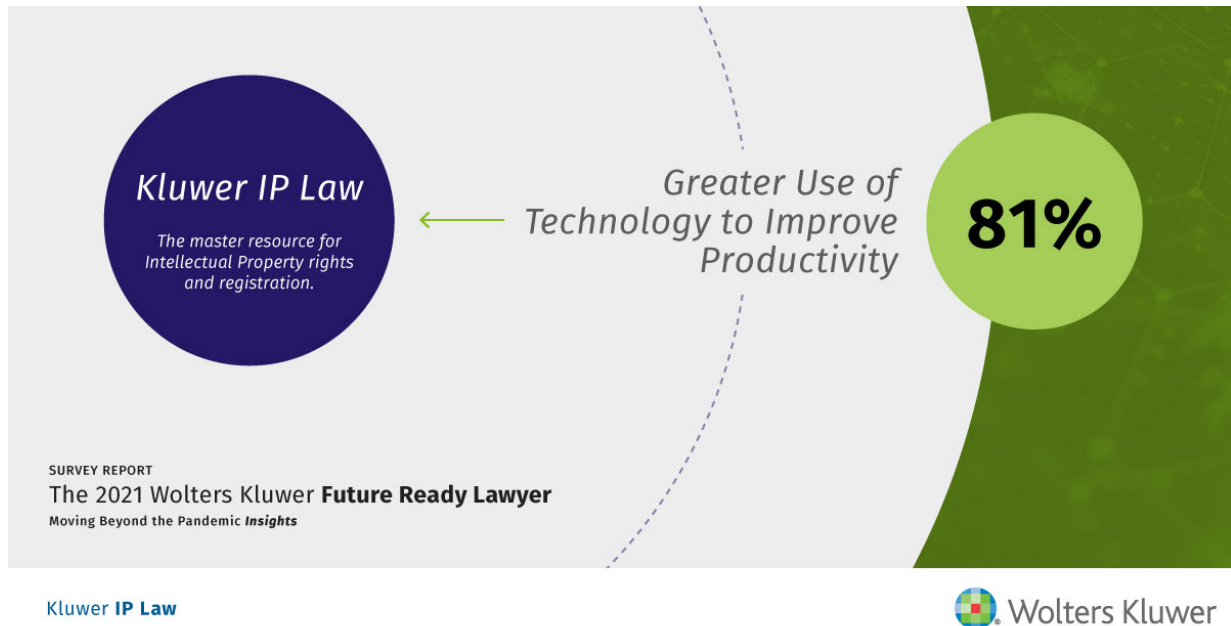 Kluwer IP Law
The master resource for
Intellectual Property rights
and registration.
Greater Use of
Technology to Improve
Productivity
81%
SURVEY REPORT
The 2021 Wolters Kluwer Future Ready Lawyer
Moving Beyond the Pandemic Insights
Kluwer IP Law
Wolters Kluwer